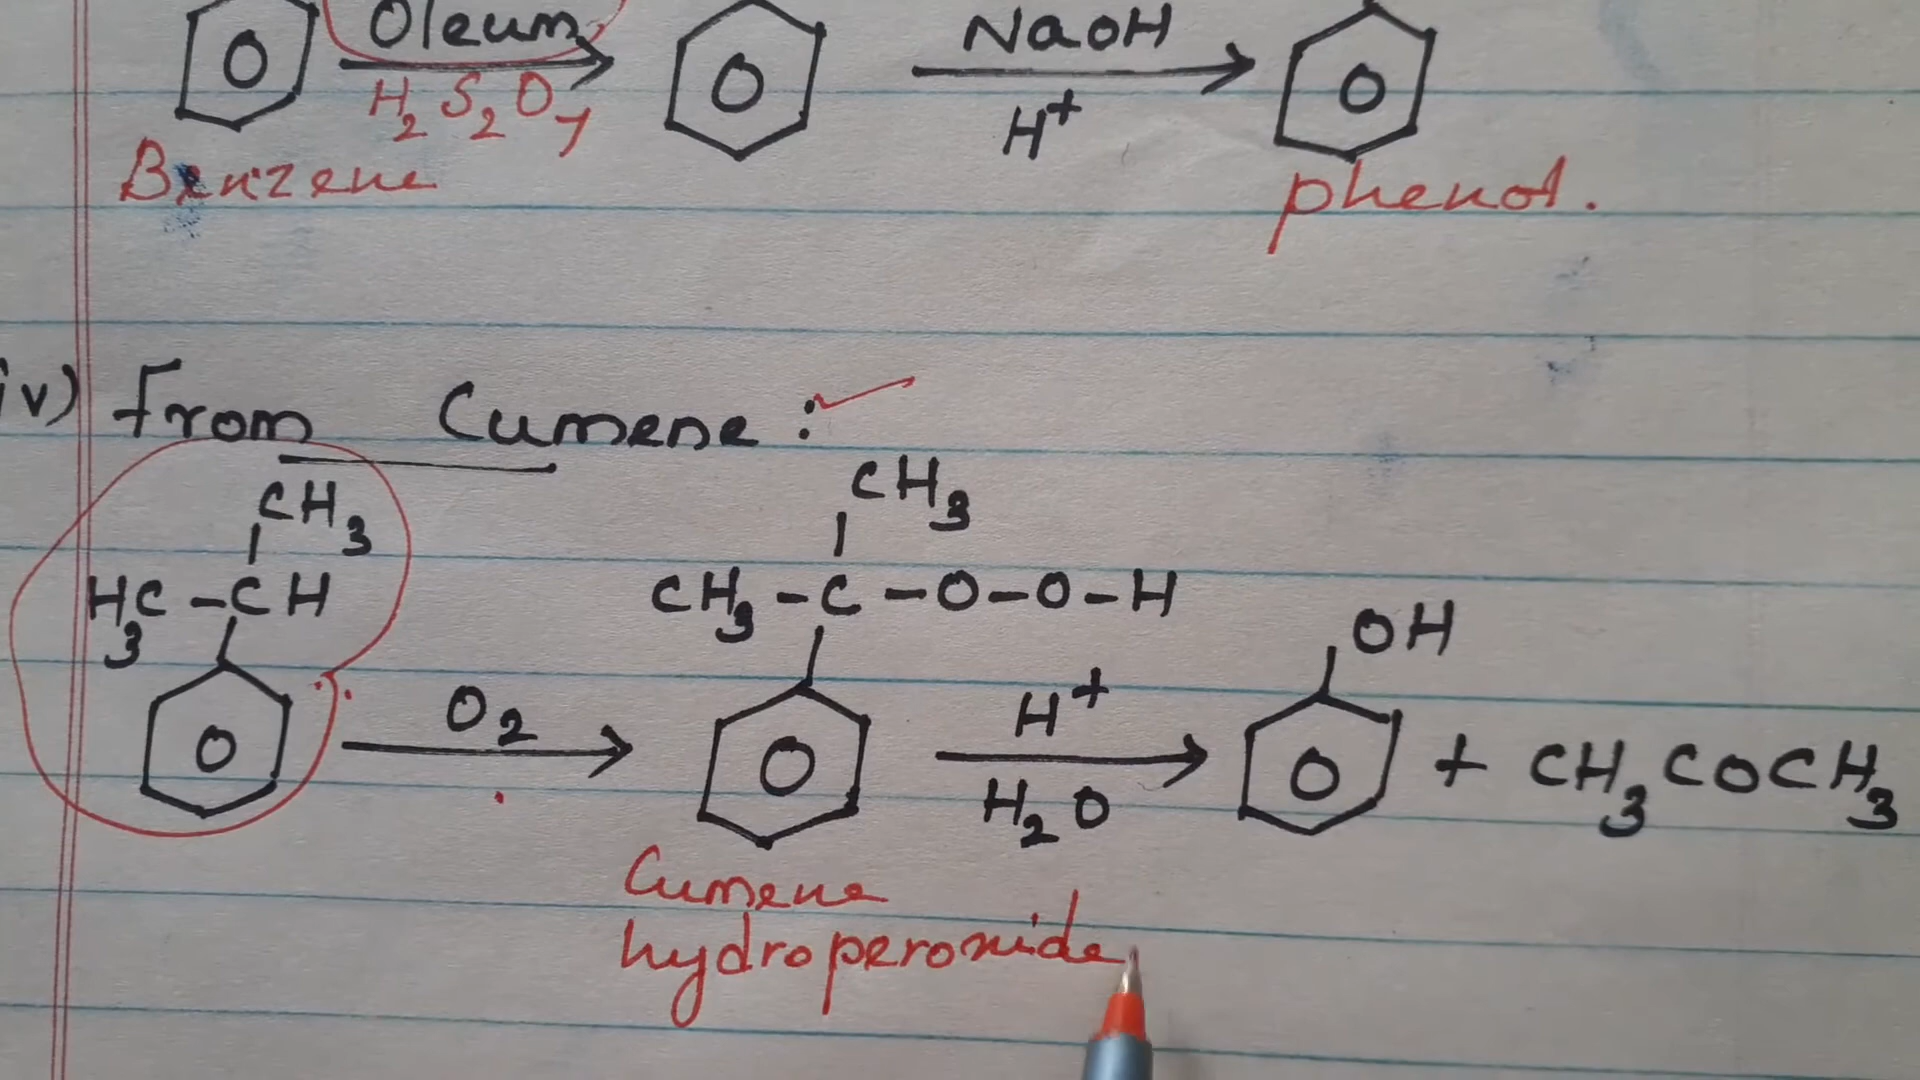 Oleum NaOH
H2S2O7 H+
Benzene phenol.
iv) From Cumene :
CH3 CH3
H3C - CH CH3 - C - O - O - H
OH
O2 H+
H2O + CH3COCH3
Cumene
hydroperoxide